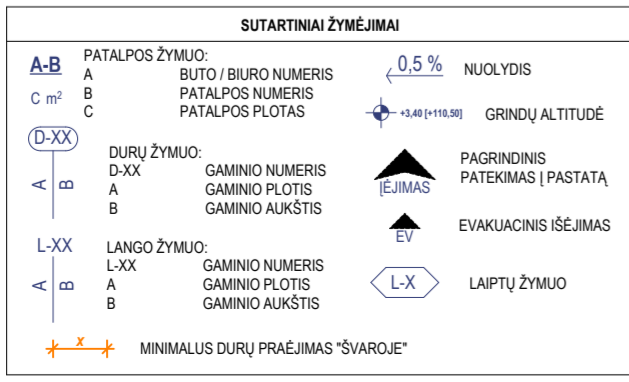 SUTARTINIAI ŽYMĖJIMAI
A-B
C m²
PATALPOS ŽYMUO:
A BUTO / BIURO NUMERIS
B PATALPOS NUMERIS
C PATALPOS PLOTAS
D-XX
A B
DURŲ ŽYMUO:
D-XX GAMINIO NUMERIS
A GAMINIO PLOTIS
B GAMINIO AUKŠTIS
L-XX
A B
LANGO ŽYMUO:
L-XX GAMINIO NUMERIS
A GAMINIO PLOTIS
B GAMINIO AUKŠTIS
x MINIMALUS DURŲ PRAĖJIMAS "ŠVAROJE"
0,5 % NUOLYDIS
+3,40 [+110,50] GRINDŲ ALTITUDĖ
ĮĖJIMAS
PAGRINDINIS
PATEKIMAS Į PASTATĄ
EV
EVAKUACINIS IŠĖJIMAS
L-X LAIPTŲ ŽYMUO